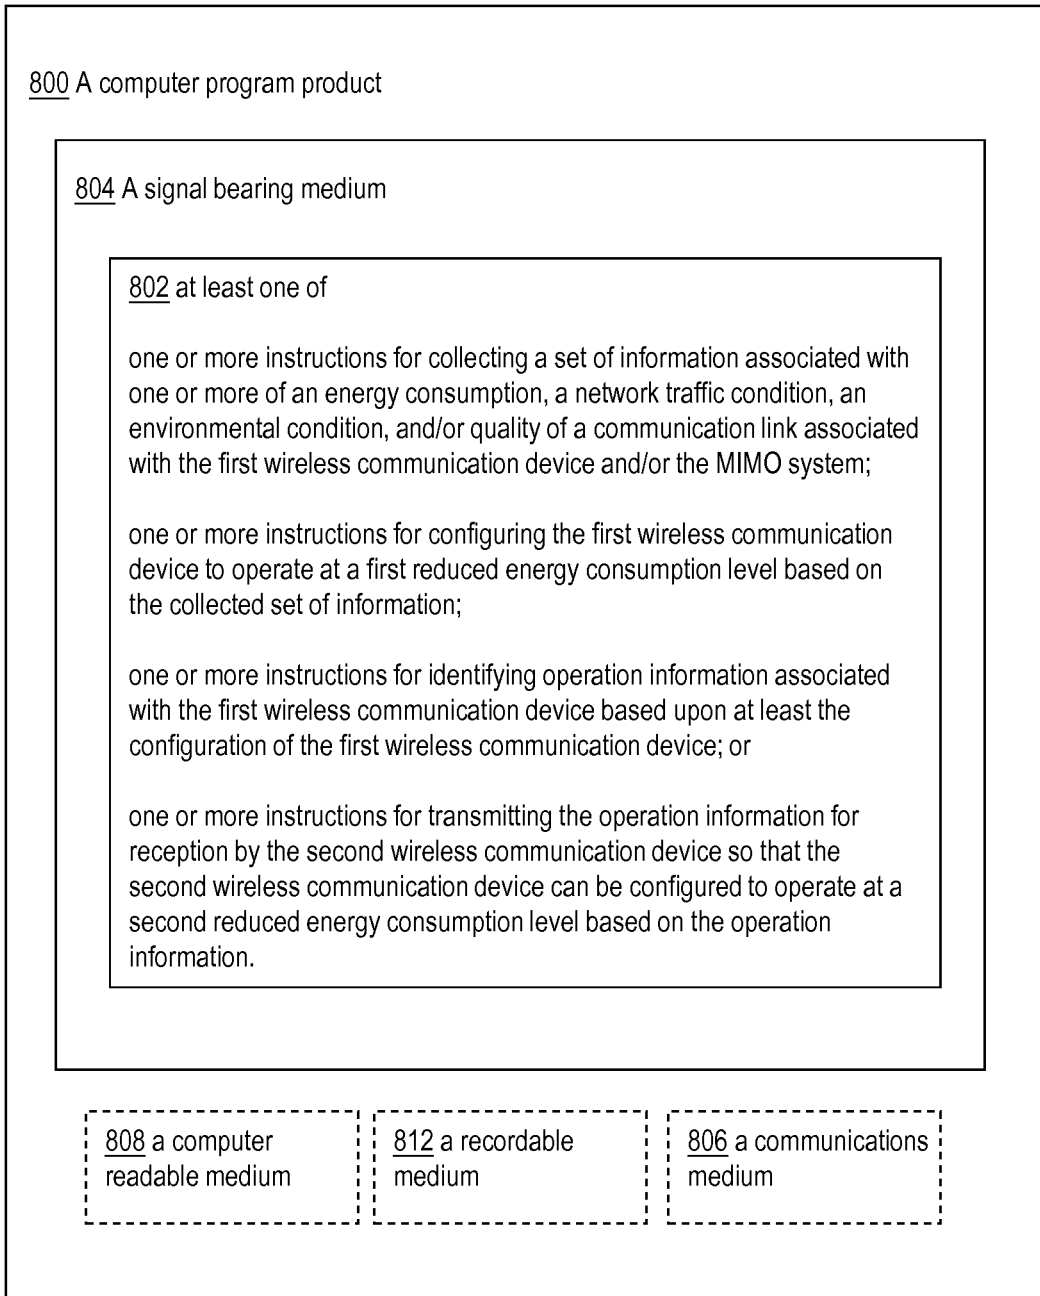 800 A computer program product
804 A signal bearing medium
802 at least one of
one or more instructions for collecting a set of information associated with
one or more of an energy consumption, a network traffic condition, an
environmental condition, and/or quality of a communication link associated
with the first wireless communication device and/or the MIMO system;
one or more instructions for configuring the first wireless communication
device to operate at a first reduced energy consumption level based on
the collected set of information;
one or more instructions for identifying operation information associated
with the first wireless communication device based upon at least the
configuration of the first wireless communication device; or
one or more instructions for transmitting the operation information for
reception by the second wireless communication device so that the
second wireless communication device can be configured to operate at a
second reduced energy consumption level based on the operation
information.
808 a computer
readable medium
812 a recordable
medium
806 a communications
medium